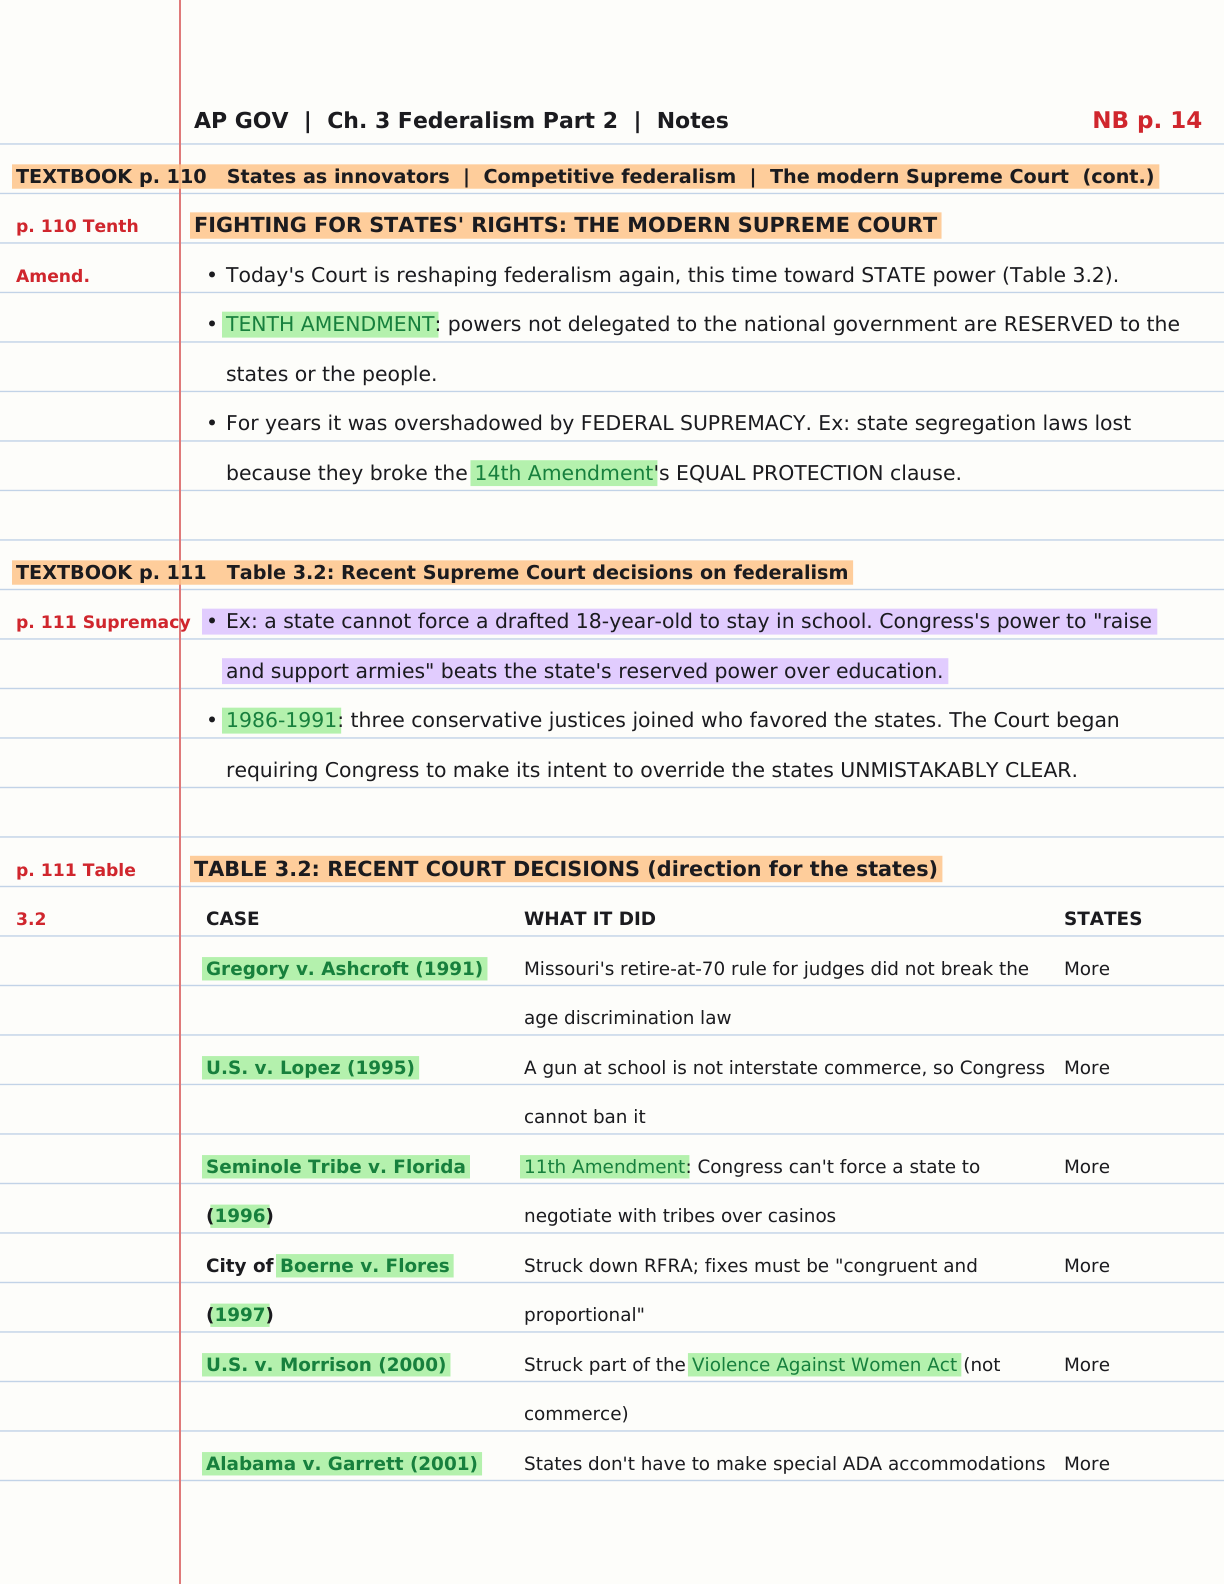 AP GOV | Ch. 3 Federalism Part 2 | Notes NB p. 14
TEXTBOOK p. 110 States as innovators | Competitive federalism | The modern Supreme Court (cont.)
p. 110 Tenth FIGHTING FOR STATES' RIGHTS: THE MODERN SUPREME COURT
Amend. • Today's Court is reshaping federalism again, this time toward STATE power (Table 3.2).
• TENTH AMENDMENT: powers not delegated to the national government are RESERVED to the
states or the people.
• For years it was overshadowed by FEDERAL SUPREMACY. Ex: state segregation laws lost
because they broke the 14th Amendment's EQUAL PROTECTION clause.
TEXTBOOK p. 111 Table 3.2: Recent Supreme Court decisions on federalism
p. 111 Supremacy • Ex: a state cannot force a drafted 18-year-old to stay in school. Congress's power to "raise
and support armies" beats the state's reserved power over education.
• 1986-1991: three conservative justices joined who favored the states. The Court began
requiring Congress to make its intent to override the states UNMISTAKABLY CLEAR.
p. 111 Table TABLE 3.2: RECENT COURT DECISIONS (direction for the states)
3.2 CASE WHAT IT DID STATES
Gregory v. Ashcroft (1991) Missouri's retire-at-70 rule for judges did not break the More
age discrimination law
U.S. v. Lopez (1995) A gun at school is not interstate commerce, so Congress More
cannot ban it
Seminole Tribe v. Florida 11th Amendment: Congress can't force a state to More
(1996) negotiate with tribes over casinos
City of Boerne v. Flores Struck down RFRA; fixes must be "congruent and More
(1997) proportional"
U.S. v. Morrison (2000) Struck part of the Violence Against Women Act (not More
commerce)
Alabama v. Garrett (2001) States don't have to make special ADA accommodations More